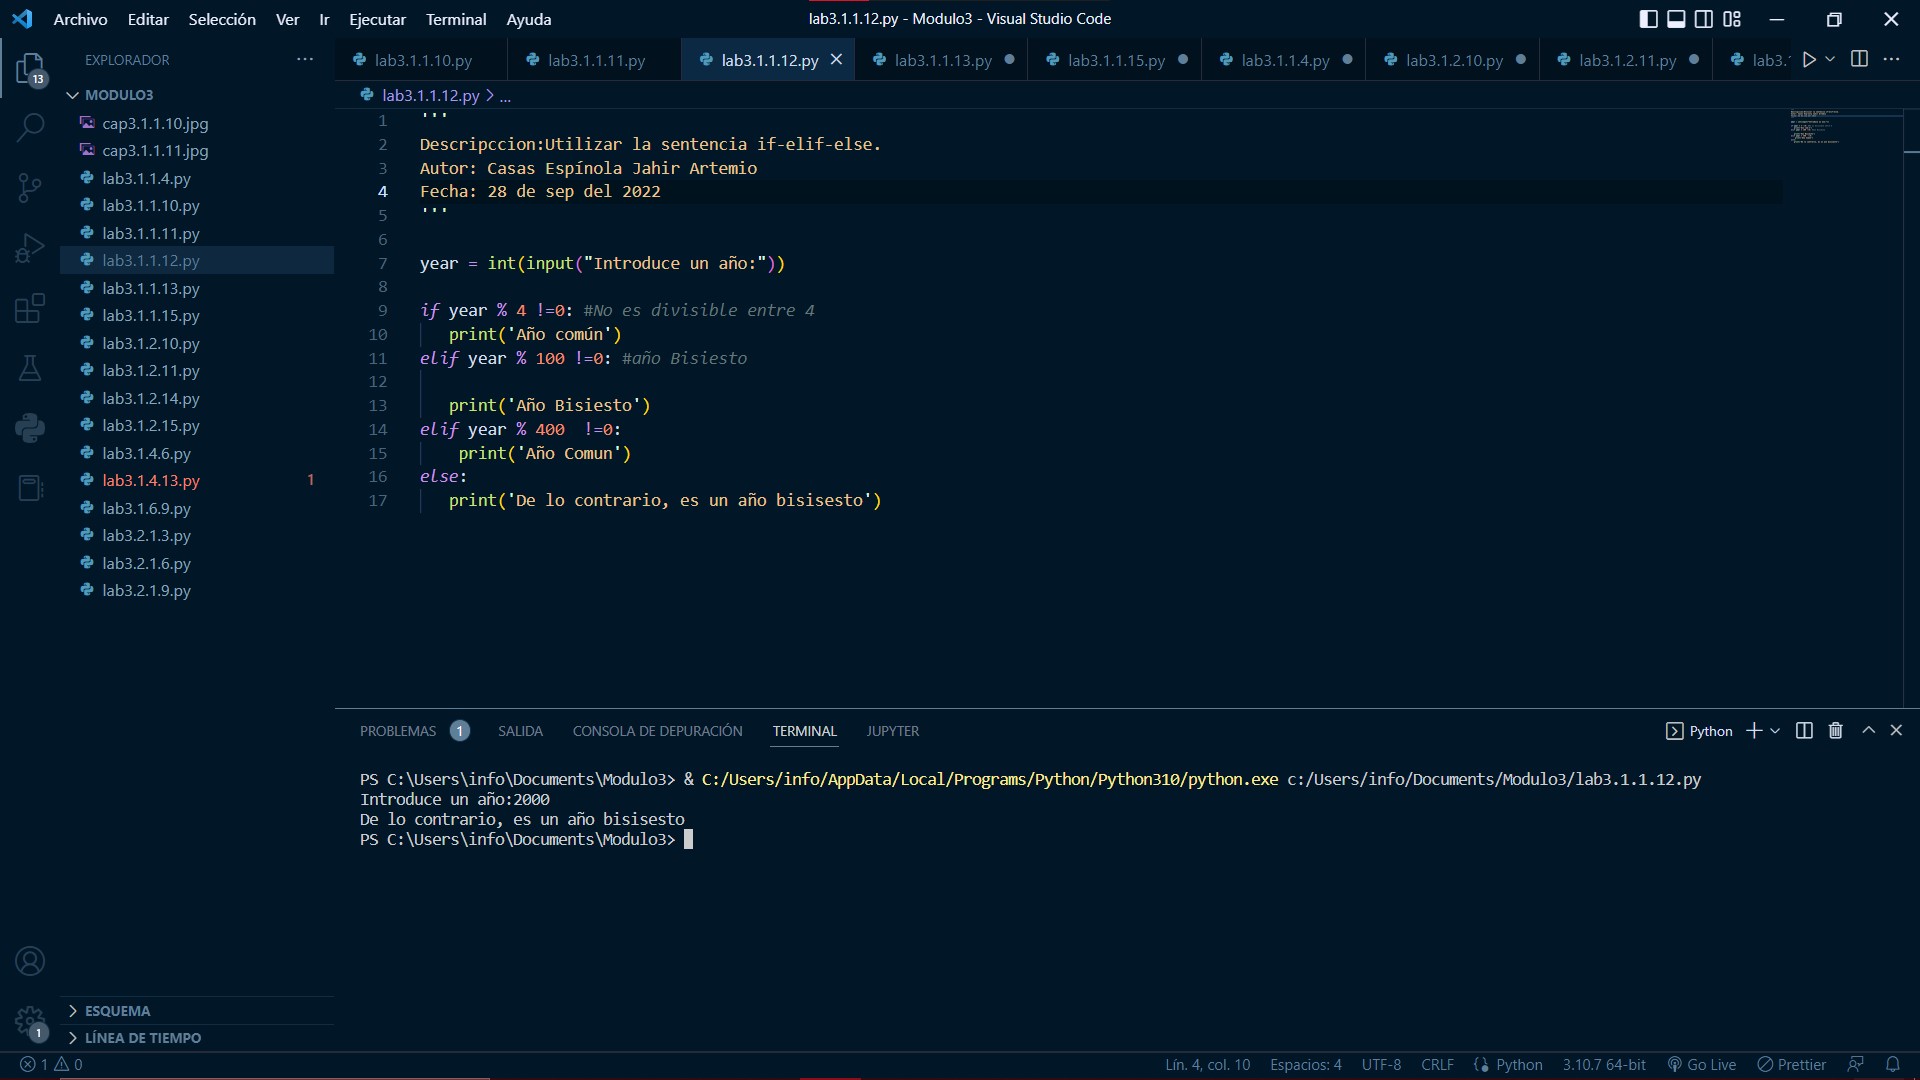 Archivo Editar Selección Ver Ir Ejecutar Terminal Ayuda
lab3.1.1.12.py - Modulo3 - Visual Studio Code
EXPLORADOR
lab3.1.1.10.py
lab3.1.1.11.py
lab3.1.1.12.py
lab3.1.1.13.py
lab3.1.1.15.py
lab3.1.1.4.py
lab3.1.2.10.py
lab3.1.2.11.py
lab3.1
13
MODULO3
cap3.1.1.10.jpg
cap3.1.1.11.jpg
lab3.1.1.4.py
lab3.1.1.10.py
lab3.1.1.11.py
lab3.1.1.12.py
lab3.1.1.13.py
lab3.1.1.15.py
lab3.1.2.10.py
lab3.1.2.11.py
lab3.1.2.14.py
lab3.1.2.15.py
lab3.1.4.6.py
lab3.1.4.13.py 1
lab3.1.6.9.py
lab3.2.1.3.py
lab3.2.1.6.py
lab3.2.1.9.py
ESQUEMA
LÍNEA DE TIEMPO
1
lab3.1.1.12.py > ...
1 '''
2 Descripccion:Utilizar la sentencia if-elif-else.
3 Autor: Casas Espínola Jahir Artemio
4 Fecha: 28 de sep del 2022
5 '''
6
7 year = int(input("Introduce un año:"))
8
9 if year % 4 !=0: #No es divisible entre 4
10 print('Año común')
11 elif year % 100 !=0: #año Bisiesto
12
13 print('Año Bisiesto')
14 elif year % 400  !=0:
15 print('Año Comun')
16 else:
17 print('De lo contrario, es un año bisisesto')
PROBLEMAS 1 SALIDA CONSOLA DE DEPURACIÓN TERMINAL JUPYTER
Python
PS C:\Users\info\Documents\Modulo3> & C:/Users/info/AppData/Local/Programs/Python/Python310/python.exe c:/Users/info/Documents/Modulo3/lab3.1.1.12.py
Introduce un año:2000
De lo contrario, es un año bisisesto
PS C:\Users\info\Documents\Modulo3>
1 0
Lín. 4, col. 10 Espacios: 4 UTF-8 CRLF Python 3.10.7 64-bit Go Live Prettier